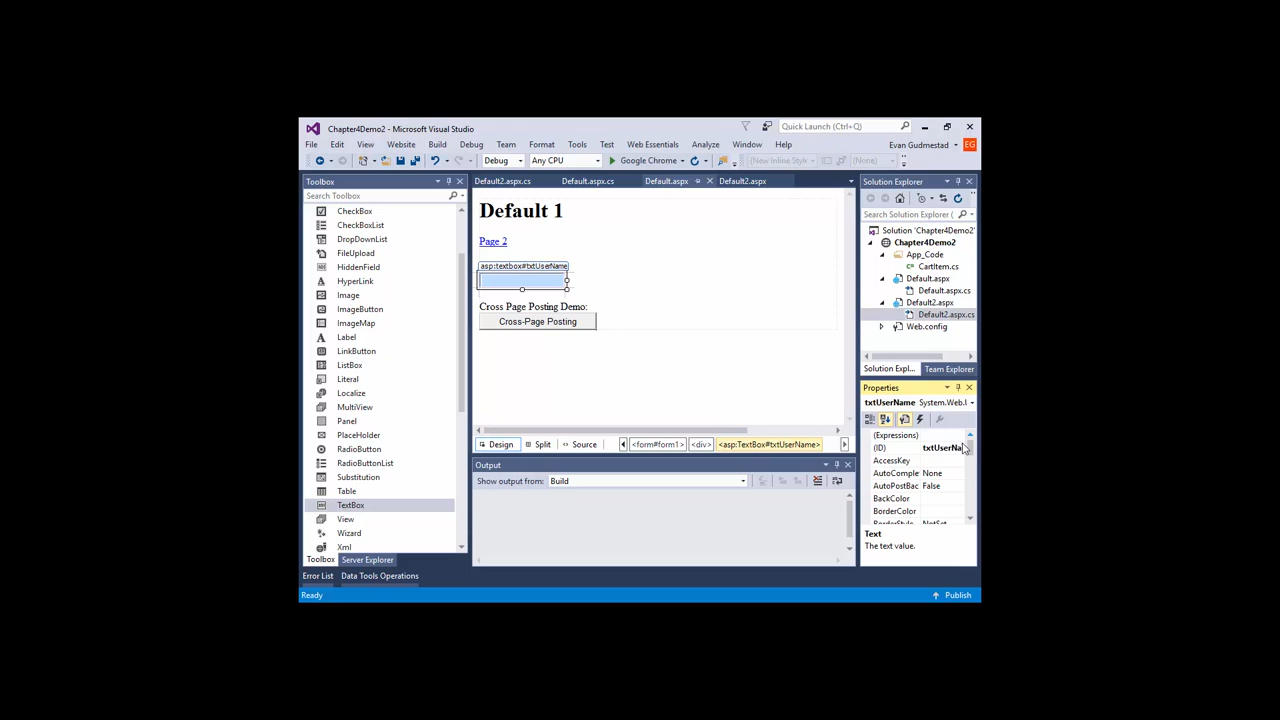 Chapter4Demo2 - Microsoft Visual Studio
Quick Launch (Ctrl+Q)
File Edit View Website Build Debug Team Format Tools Test Web Essentials Analyze Window Help
Evan Gudmestad EG
Debug Any CPU Google Chrome (New Inline Style
(None)
Toolbox
Search Toolbox
CheckBox
CheckBoxList
DropDownList
FileUpload
HiddenField
HyperLink
Image
ImageButton
ImageMap
Label
LinkButton
ListBox
Literal
Localize
MultiView
Panel
PlaceHolder
RadioButton
RadioButtonList
Substitution
Table
TextBox
View
Wizard
Xml
Toolbox Server Explorer
Default2.aspx.cs Default.aspx.cs Default.aspx Default2.aspx
Default 1
Page 2
asp:textbox#txtUserName
Cross Page Posting Demo:
Cross-Page Posting
Design Split Source <form#form1> <div> <asp:TextBox#txtUserName>
Output
Show output from: Build
Solution Explorer
Search Solution Explorer (
Solution 'Chapter4Demo2'
Chapter4Demo2
App_Code
CartItem.cs
Default.aspx
Default.aspx.cs
Default2.aspx
Default2.aspx.cs
Web.config
Solution Expl... Team Explorer
Properties
txtUserName System.Web.U
(Expressions)
(ID) txtUserNa
AccessKey
AutoComple None
AutoPostBac False
BackColor
BorderColor
BorderStyle NotSet
Text
The text value.
Error List Data Tools Operations
Ready
Publish